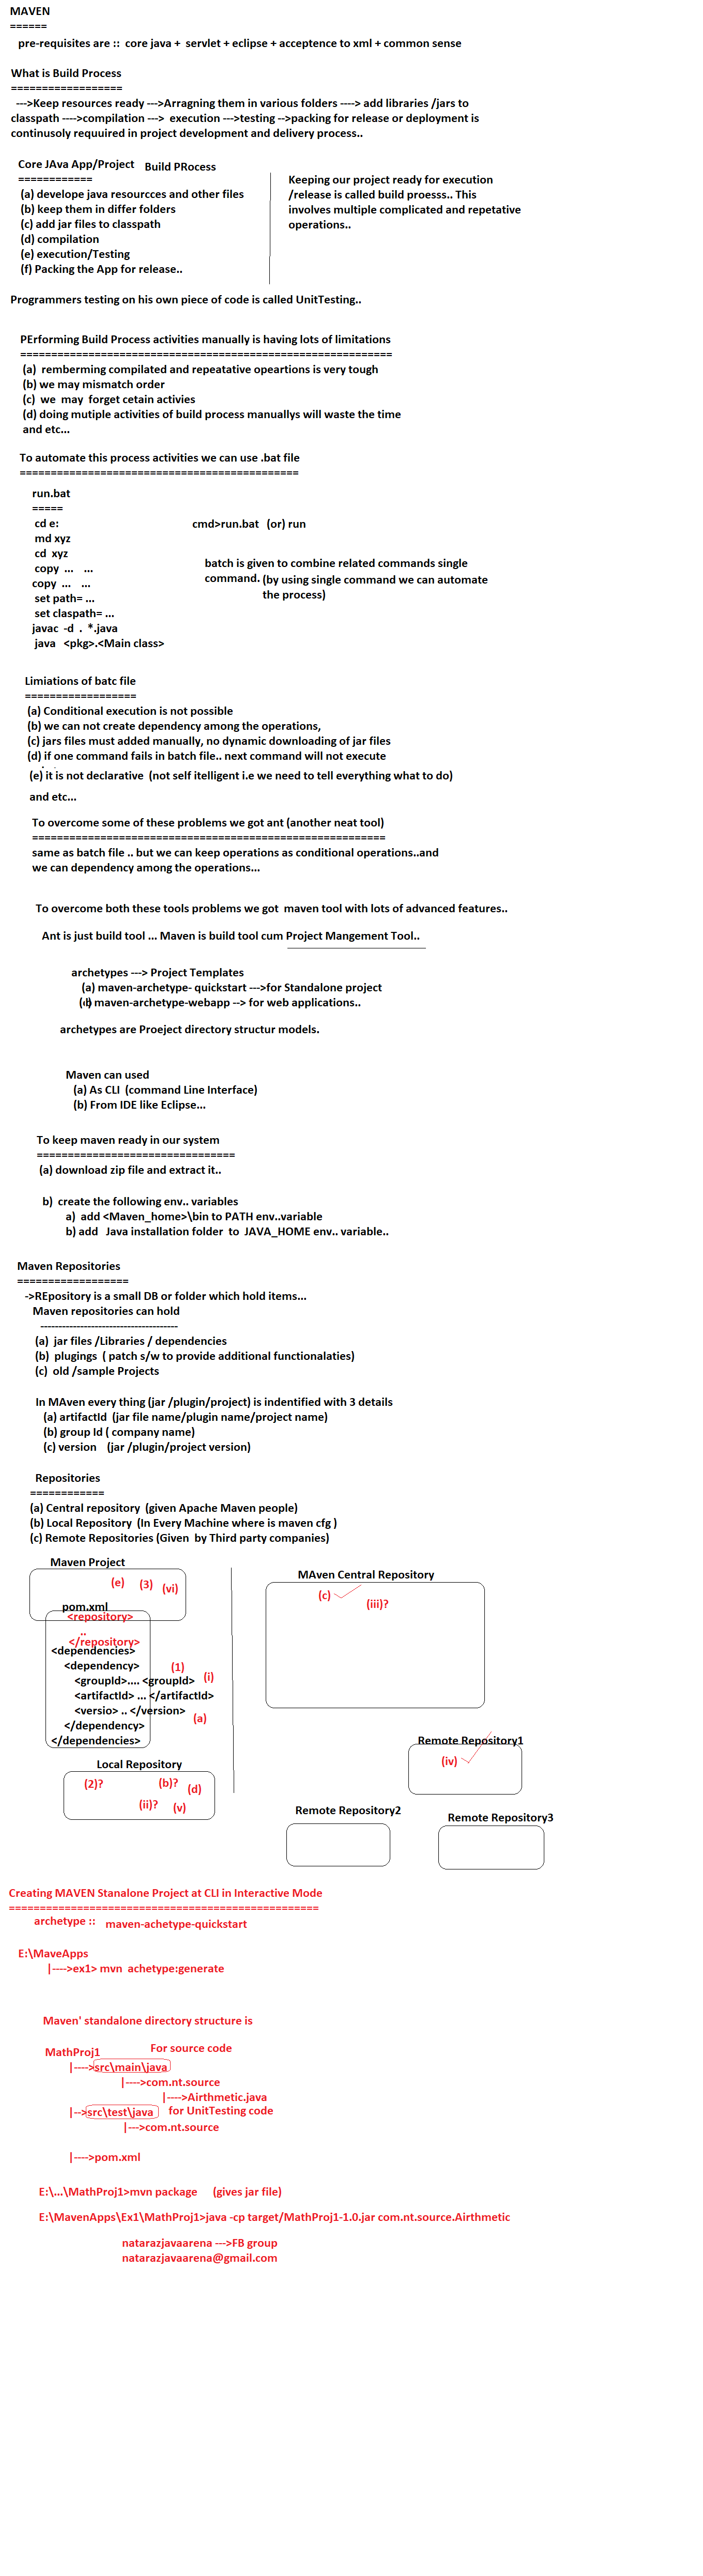 MAVEN
======
pre-requisites are :: core java + servlet + eclipse + acceptence to xml + common sense
What is Build Process
==================
--->Keep resources ready --->Arragning them in various folders ----> add libraries /jars to
classpath ---->compilation ---> execution --->testing -->packing for release or deployment is
continusoly requuired in project development and delivery process..
Core JAva App/Project Build PRocess
============
(a) develope java resourcces and other files
(b) keep them in differ folders
(c) add jar files to classpath
(d) compilation
(e) execution/Testing
(f) Packing the App for release..
Keeping our project ready for execution
/release is called build proesss.. This
involves multiple complicated and repetative
operations..
Programmers testing on his own piece of code is called UnitTesting..
PErforming Build Process activities manually is having lots of limitations
============================================================
(a) remberming compilated and repeatative opeartions is very tough
(b) we may mismatch order
(c) we may forget cetain activies
(d) doing mutiple activities of build process manuallys will waste the time
and etc...
To automate this process activities we can use .bat file
=============================================
run.bat
=====
cd e:
md xyz
cd xyz
copy ... ...
copy ... ...
set path= ...
set claspath= ...
javac -d . *.java
java <pkg>.<Main class>
cmd>run.bat (or) run
batch is given to combine related commands single
command. (by using single command we can automate
the process)
Limiations of batc file
==================
(a) Conditional execution is not possible
(b) we can not create dependency among the operations,
(c) jars files must added manually, no dynamic downloading of jar files
(d) if one command fails in batch file.. next command will not execute
(e) it is not declarative (not self itelligent i.e we need to tell everything what to do)
and etc...
To overcome some of these problems we got ant (another neat tool)
=========================================================
same as batch file .. but we can keep operations as conditional operations..and
we can dependency among the operations...
To overcome both these tools problems we got maven tool with lots of advanced features..
Ant is just build tool ... Maven is build tool cum Project Mangement Tool..
archetypes ---> Project Templates
(a) maven-archetype- quickstart --->for Standalone project
maven-archetype-webapp --> for web applications..
archetypes are Proeject directory structur models.
Maven can used
(a) As CLI (command Line Interface)
(b) From IDE like Eclipse...
To keep maven ready in our system
================================
(a) download zip file and extract it..
b) create the following env.. variables
a) add <Maven_home>\bin to PATH env..variable
b) add Java installation folder to JAVA_HOME env.. variable..
Maven Repositories
==================
->REpository is a small DB or folder which hold items...
Maven repositories can hold
-------------------------------------
(a) jar files /Libraries / dependencies
(b) plugings ( patch s/w to provide additional functionalaties)
(c) old /sample Projects
In MAven every thing (jar /plugin/project) is indentified with 3 details
(a) artifactId (jar file name/plugin name/project name)
(b) group Id ( company name)
(c) version (jar /plugin/project version)
Repositories
============
(a) Central repository (given Apache Maven people)
(b) Local Repository (In Every Machine where is maven cfg )
(c) Remote Repositories (Given by Third party companies)
Maven Project
(e) (3) (vi)
pom.xml
<repository>
..
</repository>
<dependencies>
<dependency> (1)
<groupId>.... <groupId> (i)
<artifactId> ... </artifactId>
<versio> .. </version> (a)
</dependency>
</dependencies>
Local Repository
(2)? (b)? (d)
(ii)? (v)
MAven Central Repository
(c)
(iii)?
Remote Repository1
(iv)
Remote Repository2
Remote Repository3
Creating MAVEN Stanalone Project at CLI in Interactive Mode
==================================================
archetype :: maven-achetype-quickstart
E:\MaveApps
|---->ex1> mvn achetype:generate
Maven' standalone directory structure is
MathProj1 For source code
|---->src\main\java
|---->com.nt.source
|---->Airthmetic.java
|-->src\test\java for UnitTesting code
|--->com.nt.source
|---->pom.xml
E:\...\MathProj1>mvn package (gives jar file)
E:\MavenApps\Ex1\MathProj1>java -cp target/MathProj1-1.0.jar com.nt.source.Airthmetic
natarazjavaarena --->FB group
natarazjavaarena@gmail.com